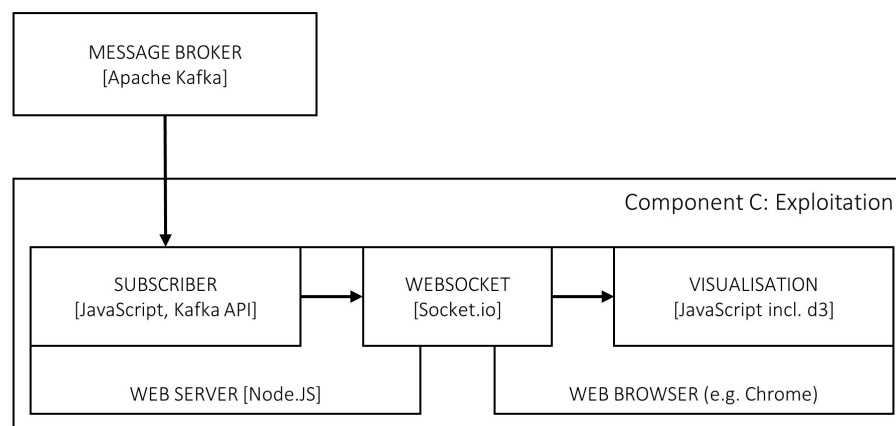 MESSAGE BROKER
[Apache Kafka]
Component C: Exploitation
SUBSCRIBER
[JavaScript, Kafka API]
WEBSOCKET
[Socket.io]
VISUALISATION
[JavaScript incl. d3]
WEB SERVER [Node.JS]
WEB BROWSER (e.g. Chrome)